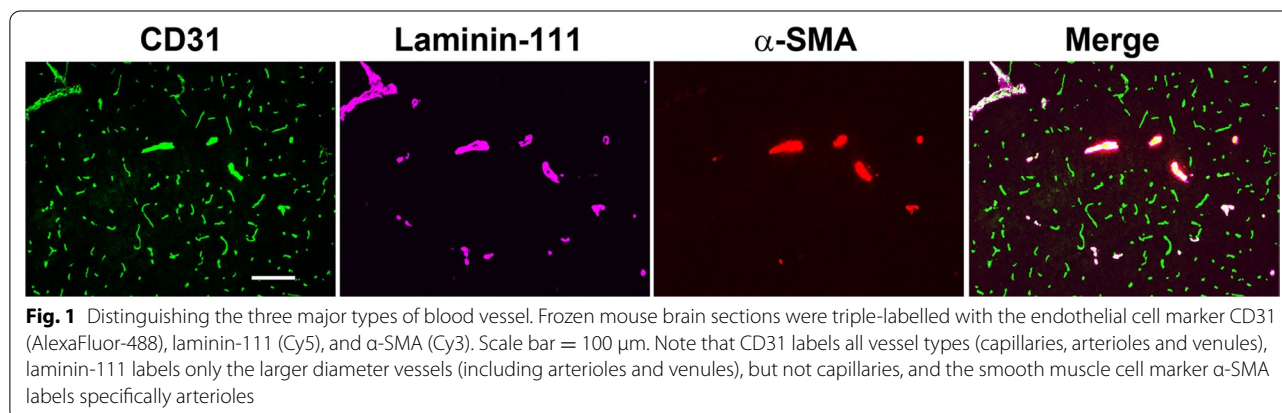 CD31 Laminin-111 α-SMA Merge
Fig. 1 Distinguishing the three major types of blood vessel. Frozen mouse brain sections were triple-labelled with the endothelial cell marker CD31
(AlexaFluor-488), laminin-111 (Cy5), and α-SMA (Cy3). Scale bar = 100 μm. Note that CD31 labels all vessel types (capillaries, arterioles and venules),
laminin-111 labels only the larger diameter vessels (including arterioles and venules), but not capillaries, and the smooth muscle cell marker α-SMA
labels specifically arterioles